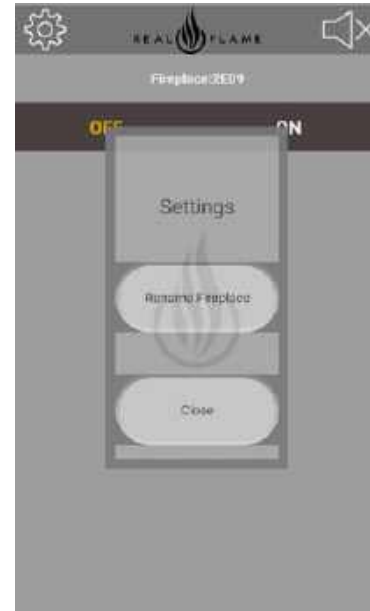 REAL FLAME
Fireplace:2E09
OFF ON
Settings
Rename Fireplace
Close